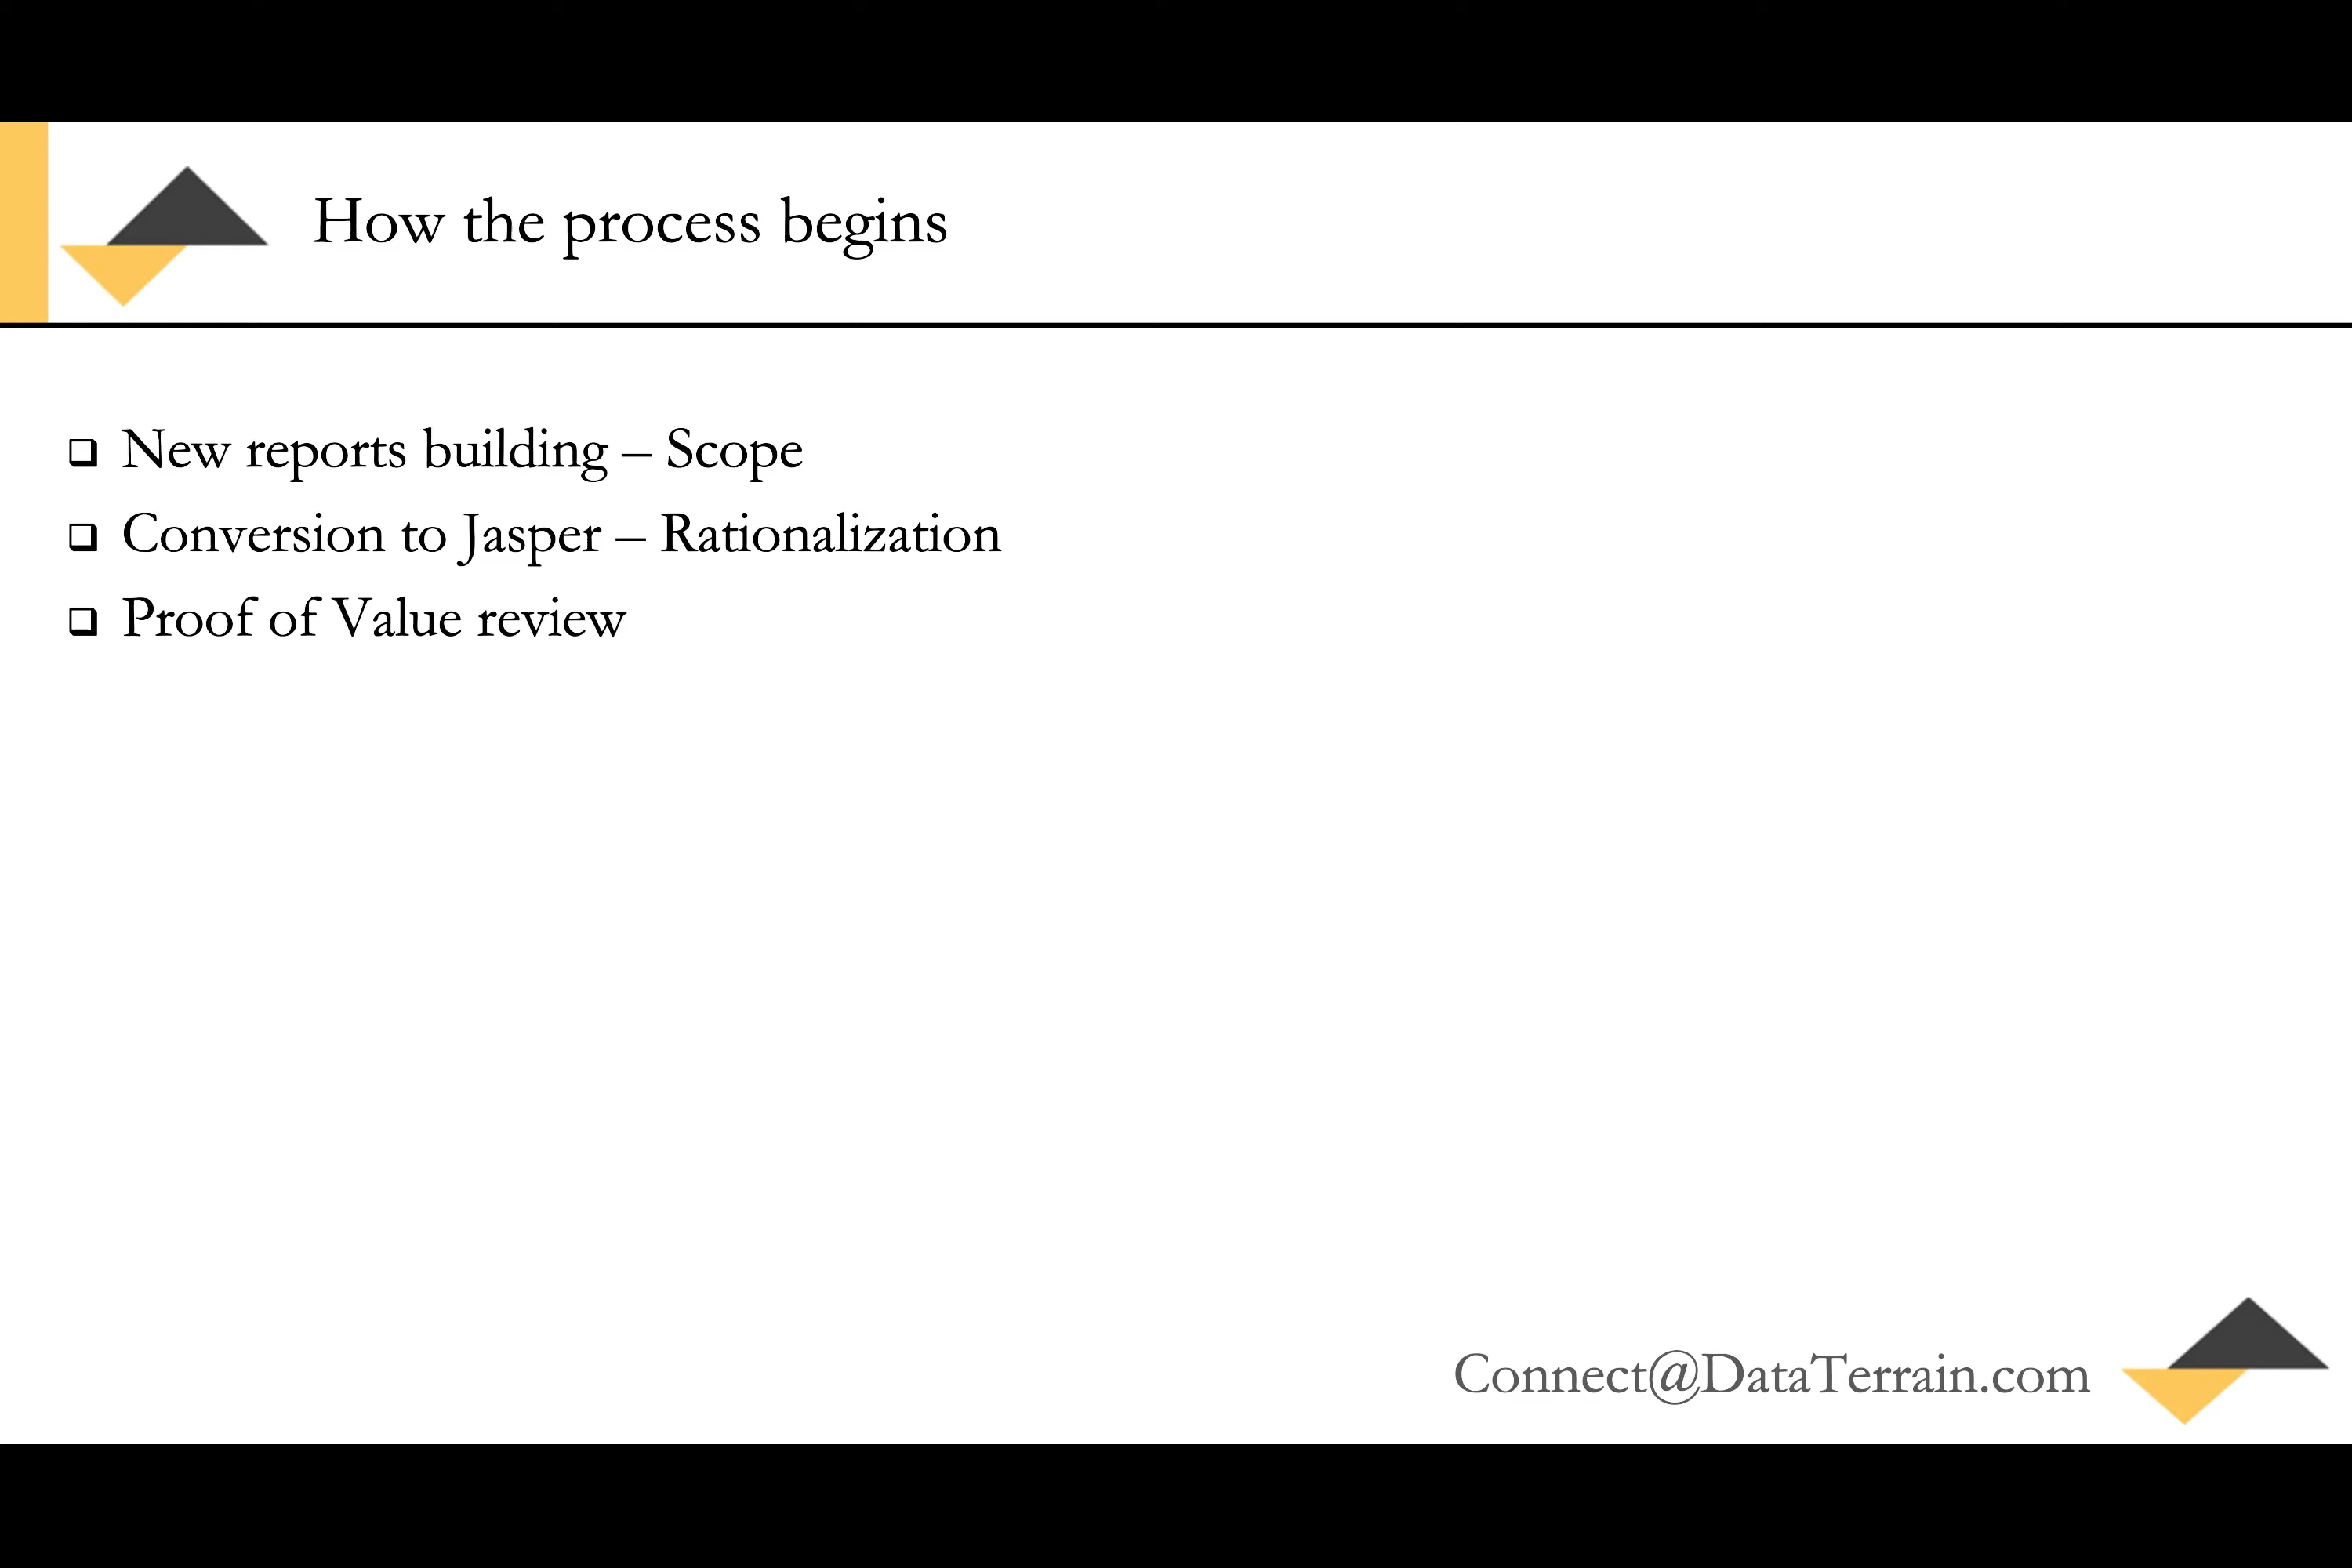 How the process begins
New reports building – Scope
Conversion to Jasper – Rationalization
Proof of Value review
Connect@DataTerrain.com